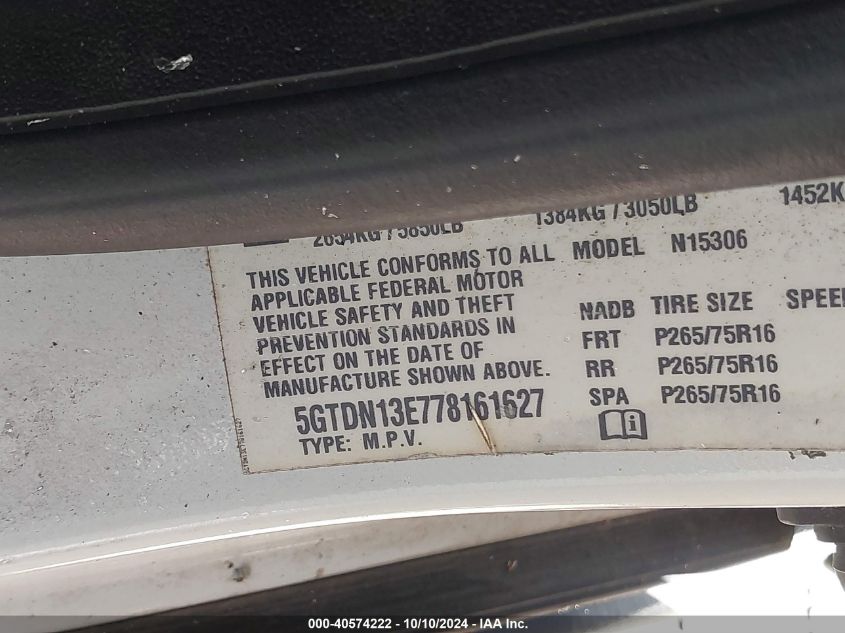 2654KG / 5850LB 1384KG / 3050LB 1452K
THIS VEHICLE CONFORMS TO ALL
APPLICABLE FEDERAL MOTOR
VEHICLE SAFETY AND THEFT
PREVENTION STANDARDS IN
EFFECT ON THE DATE OF
MANUFACTURE SHOWN ABOVE.
5GTDN13E778161627
TYPE: M.P.V.
MODEL N15306
NADB TIRE SIZE SPEE
FRT P265/75R16
RR P265/75R16
SPA P265/75R16
000-40574222 - 10/10/2024 - IAA Inc.